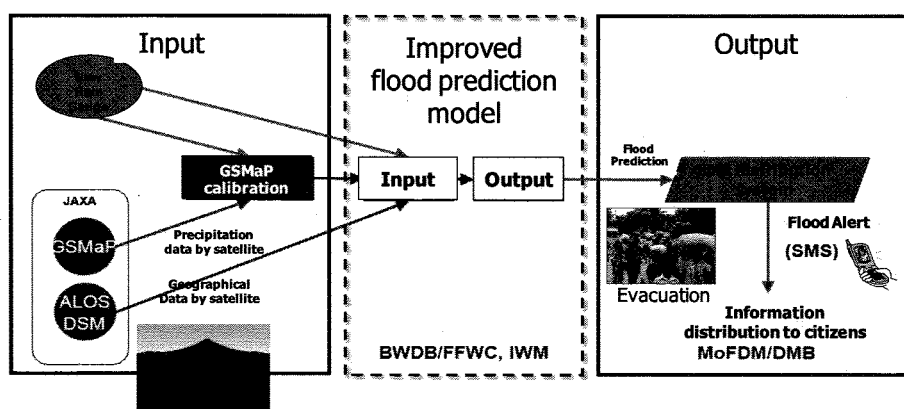 Input
GSMaP
calibration
JAXA
GSMaP
Precipitation
data by satellite
ALOS
DSM
Geographical
Data by satellite
Improved
flood prediction
model
Input
Output
BWDB/FFWC, IWM
Output
Flood
Prediction
Flood Alert
(SMS)
Evacuation
Information
distribution to citizens
MoFDM/DMB